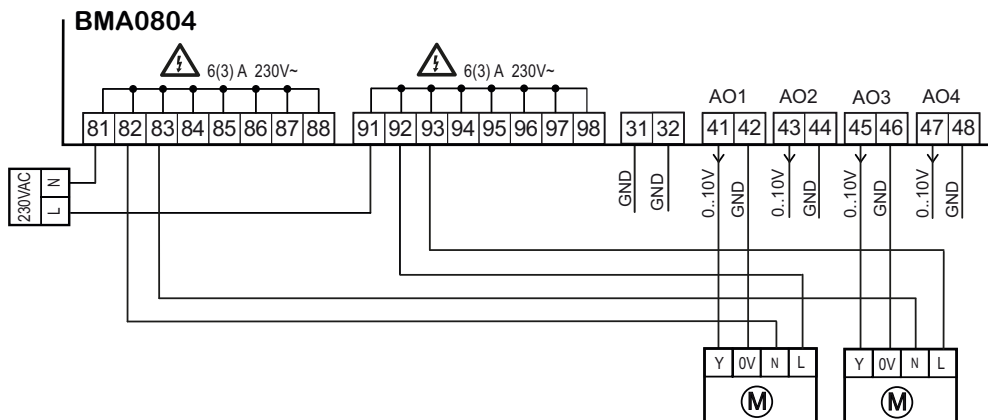 BMA0804
6(3) A 230V~ 6(3) A 230V~
AO1 AO2 AO3 AO4
81 82 83 84 85 86 87 88 91 92 93 94 95 96 97 98 31 32 41 42 43 44 45 46 47 48
230VAC N L
GND GND 0..10V GND 0..10V GND 0..10V GND 0..10V GND
Y 0V N L Y 0V N L
M M